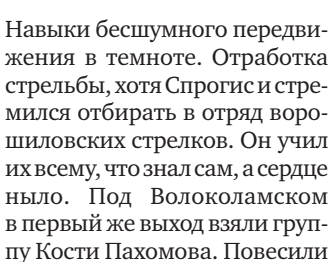 Навыки бесшумного передви-
жения в темноте. Отработка
стрельбы, хотя Спрогис и стре-
мился отбирать в отряд воро-
шиловских стрелков. Он учил
их всему, что знал сам, а сердце
ныло. Под Волоколамском
в первый же выход взяли груп-
пу Кости Пахомова. Повесили